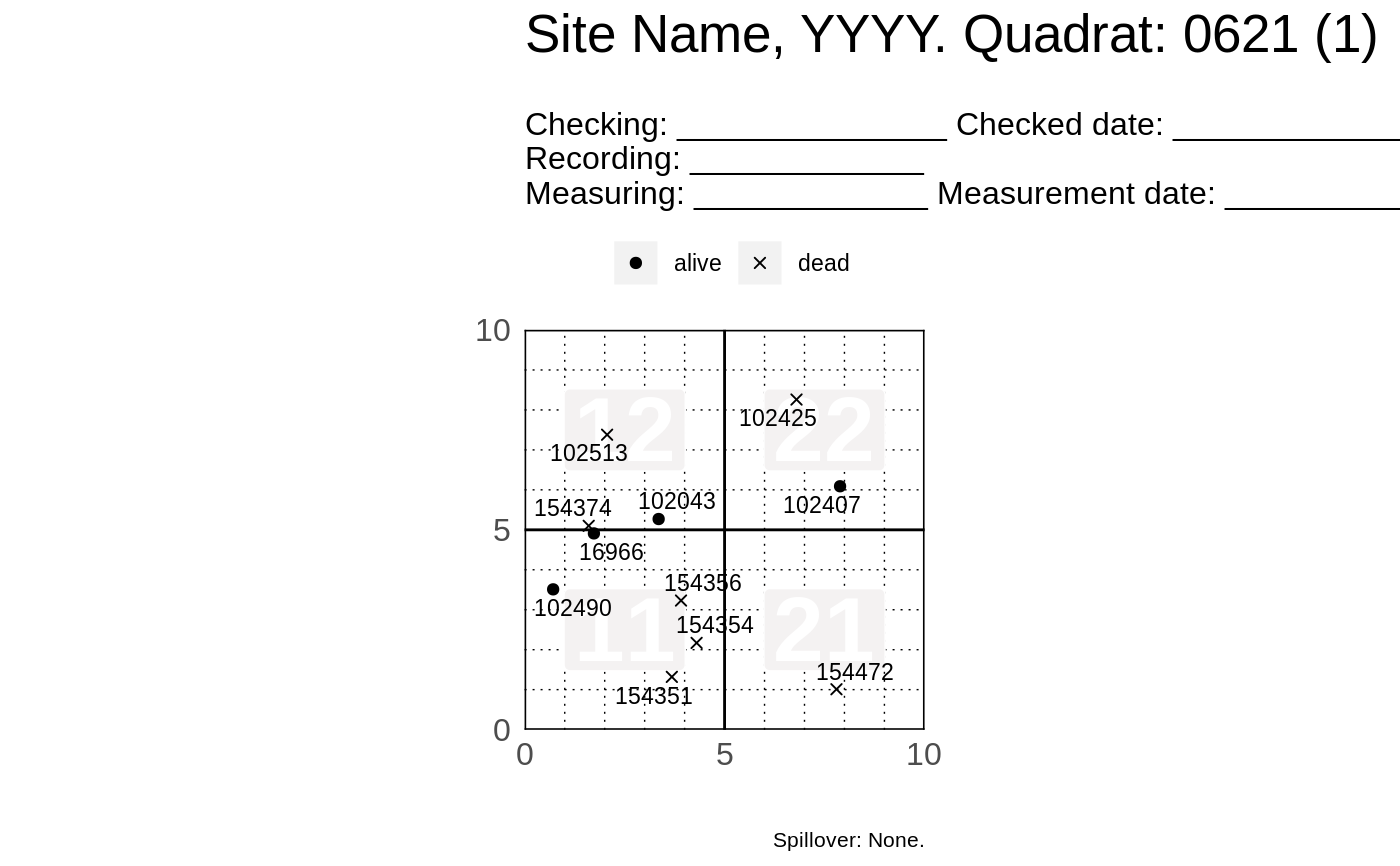 Site Name, YYYY. Quadrat: 0621 (1)
Checking: _______________ Checked date: _____________
Recording: _____________
Measuring: _____________ Measurement date: __________
alive dead
10
12 22
102425
102513
154374 102043 102407
5
16966
154356
102490 11 21
154354
154472
154351
0
0 5 10
Spillover: None.